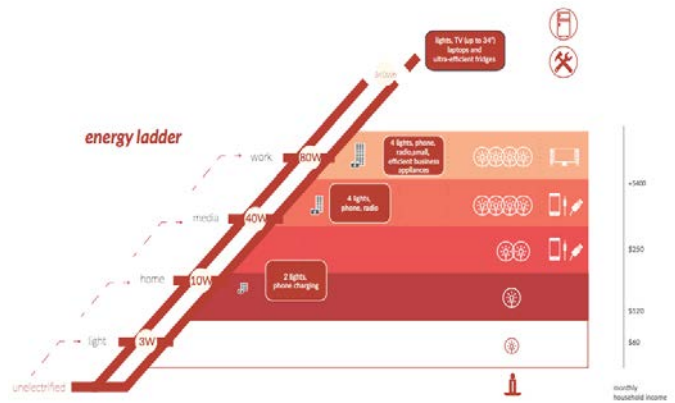 lights, TV (up to 34")
laptops and
ultra-efficient fridges
energy ladder
work
80W
4 lights, phone,
radio,small,
efficient business
appliances
+$400
media
40W
4 lights,
phone, radio
$250
home
10W
2 lights,
phone charging
$120
light
3W
$60
unelectrified
monthly
household income